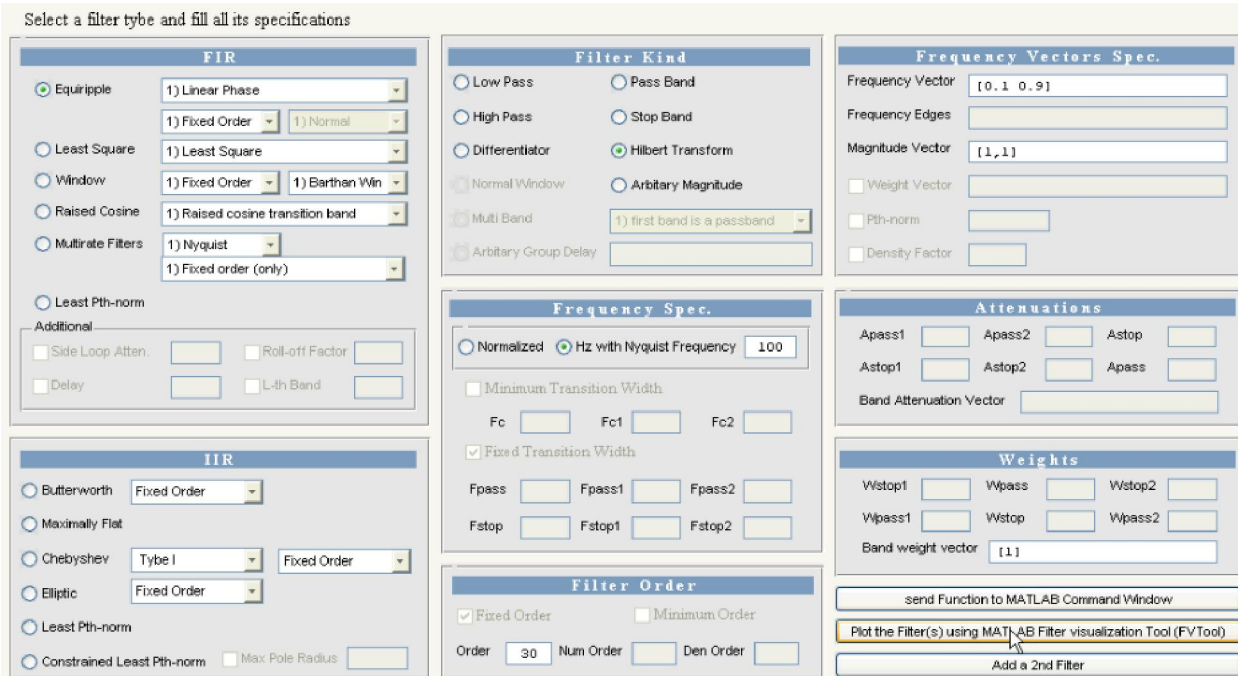 Select a filter tybe and fill all its specifications
FIR
Equiripple
1) Linear Phase
1) Fixed Order
1) Normal
Least Square
1) Least Square
Window
1) Fixed Order
1) Barthan Win
Raised Cosine
1) Raised cosine transition band
Multirate Filters
1) Nyquist
1) Fixed order (only)
Least Pth-norm
Additional
Side Loop Atten.
Roll-off Factor
Delay
L-th Band
IIR
Butterworth
Fixed Order
Maximally Flat
Chebyshev
Tybe I
Fixed Order
Elliptic
Fixed Order
Least Pth-norm
Constrained Least Pth-norm
Max Pole Radius
Filter Kind
Low Pass
Pass Band
High Pass
Stop Band
Differentiator
Hilbert Transform
Normal Window
Arbitary Magnitude
Multi Band
1) first band is a passband
Arbitary Group Delay
Frequency Spec.
Normalized
Hz with Nyquist Frequency
100
Minimum Transition Width
Fc
Fc1
Fc2
Fixed Transition Width
Fpass
Fpass1
Fpass2
Fstop
Fstop1
Fstop2
Filter Order
Fixed Order
Minimum Order
Order
30
Num Order
Den Order
Frequency Vectors Spec.
Frequency Vector
[0.1 0.9]
Frequency Edges
Magnitude Vector
[1,1]
Weight Vector
Pth-norm
Density Factor
Attenuations
Apass1
Apass2
Astop
Astop1
Astop2
Apass
Band Attenuation Vector
Weights
Wstop1
Wpass
Wstop2
Wpass1
Wstop
Wpass2
Band weight vector
[1]
send Function to MATLAB Command Window
Plot the Filter(s) using MATLAB Filter visualization Tool (FVTool)
Add a 2nd Filter